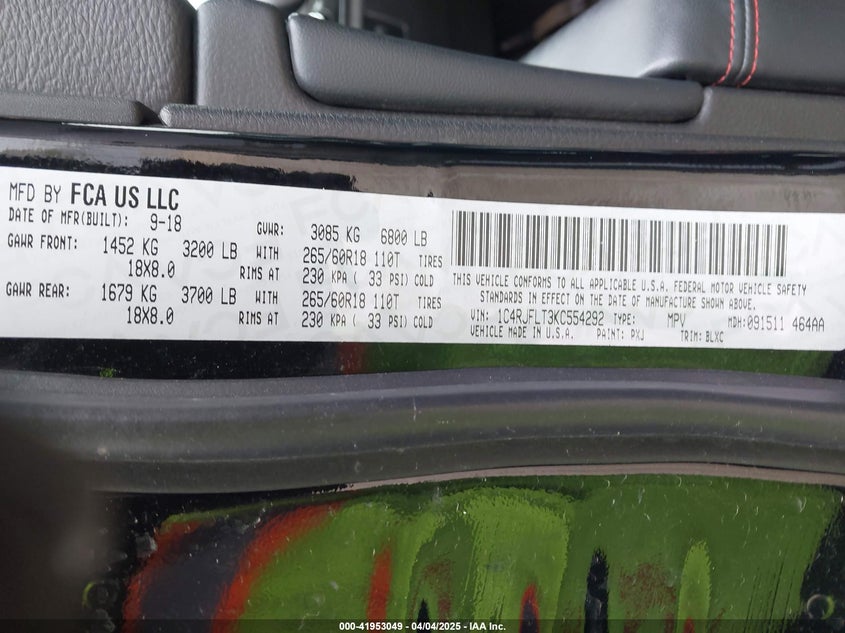 MFD BY FCA US LLC
DATE OF MFR(BUILT): 9-18 GVWR: 3085 KG 6800 LB
GAWR FRONT: 1452 KG 3200 LB WITH 265/60R18 110T TIRES
18X8.0 RIMS AT 230 KPA ( 33 PSI) COLD
GAWR REAR: 1679 KG 3700 LB WITH 265/60R18 110T TIRES
18X8.0 RIMS AT 230 KPA ( 33 PSI) COLD
THIS VEHICLE CONFORMS TO ALL APPLICABLE U.S.A. FEDERAL MOTOR VEHICLE SAFETY
STANDARDS IN EFFECT ON THE DATE OF MANUFACTURE SHOWN ABOVE.
VIN: 1C4RJFLT3KC554292 TYPE: MPV MDH:091511 464AA
VEHICLE MADE IN U.S.A. PAINT: PXJ TRIM: BLXC
000-41953049 - 04/04/2025 - IAA Inc.